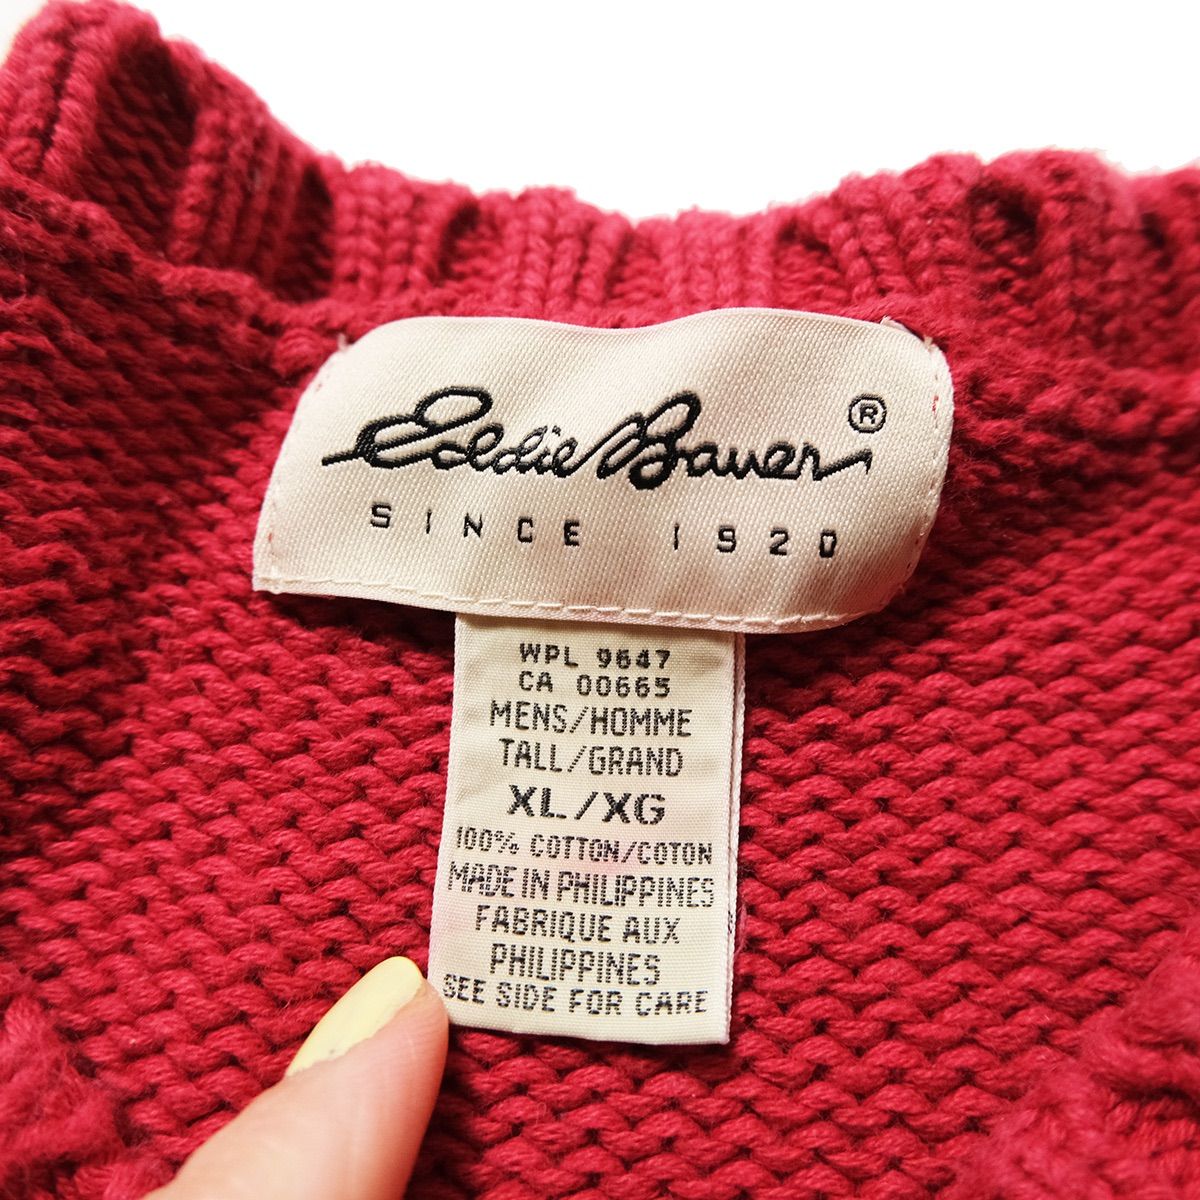 Eddie Bauer ®
SINCE 1920
WPL 9647
CA 00665
MENS/HOMME
TALL/GRAND
XL/XG
100% COTTON/COTON
MADE IN PHILIPPINES
FABRIQUE AUX
PHILIPPINES
SEE SIDE FOR CARE